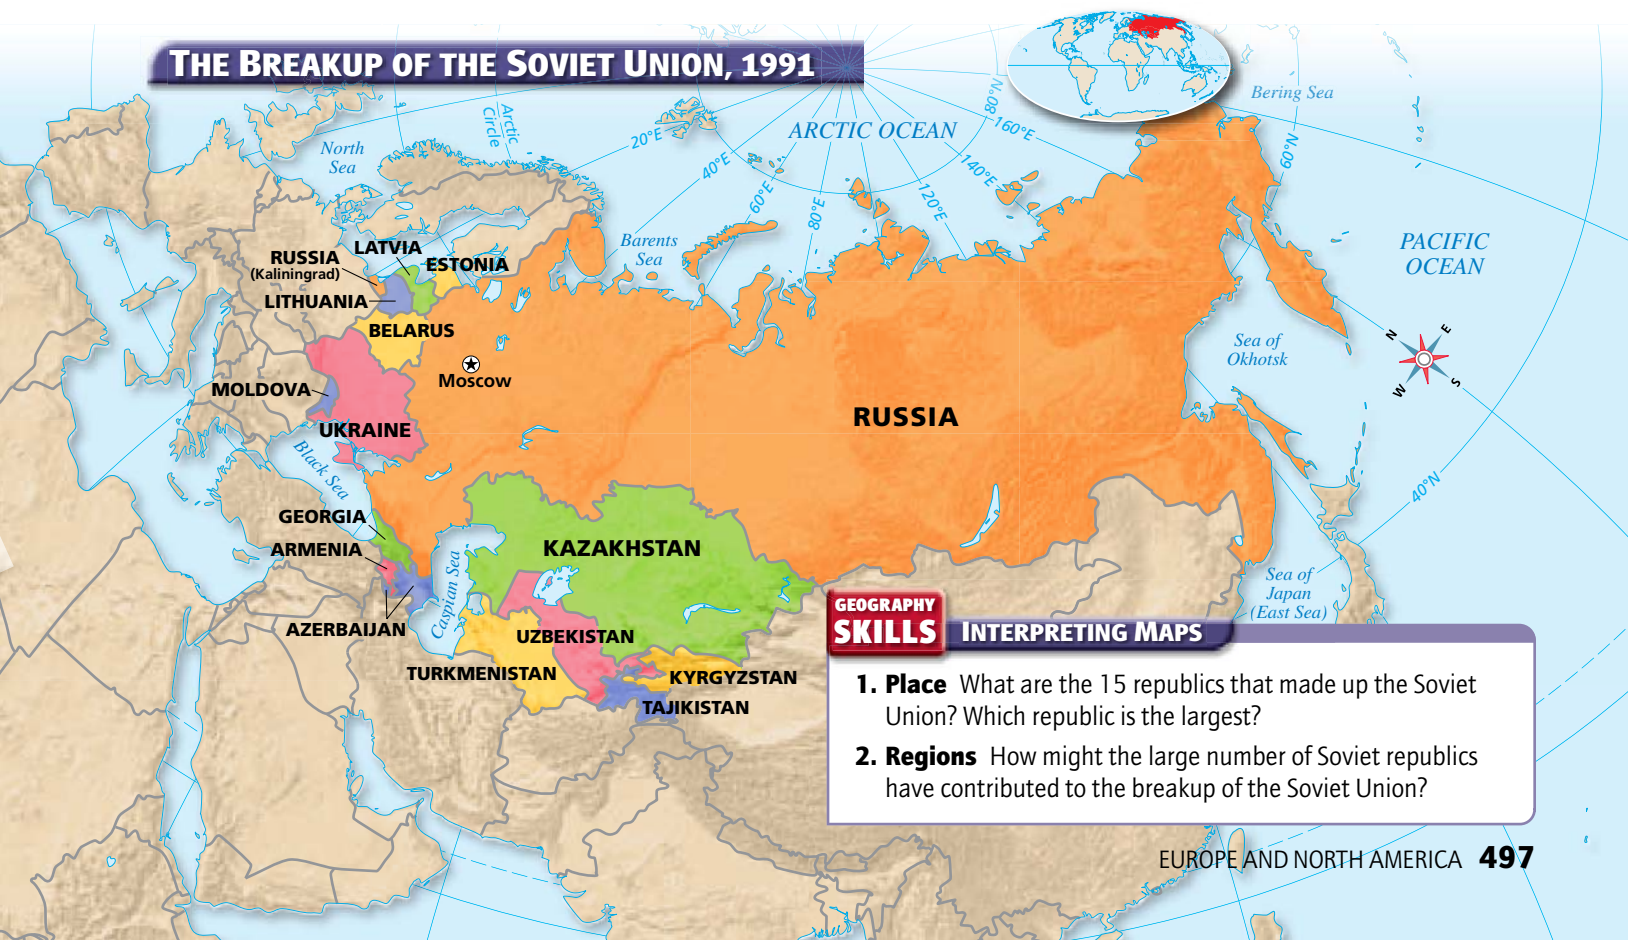 THE BREAKUP OF THE SOVIET UNION, 1991
Bering Sea
ARCTIC OCEAN
Arctic
Circle
20°E
40°E
60°E
80°E
120°E
140°E
160°E
80°N
60°N
North
Sea
Barents
Sea
PACIFIC
OCEAN
LATVIA
RUSSIA
(Kaliningrad)
ESTONIA
LITHUANIA
BELARUS
N
E
W
S
Sea of
Okhotsk
Moscow
MOLDOVA
RUSSIA
UKRAINE
Black Sea
40°N
GEORGIA
ARMENIA
KAZAKHSTAN
Caspian Sea
AZERBAIJAN
UZBEKISTAN
TURKMENISTAN
KYRGYZSTAN
TAJIKISTAN
Sea of
Japan
(East Sea)
GEOGRAPHY
SKILLS
INTERPRETING MAPS
1. Place What are the 15 republics that made up the Soviet
Union? Which republic is the largest?
2. Regions How might the large number of Soviet republics
have contributed to the breakup of the Soviet Union?
EUROPE AND NORTH AMERICA 497